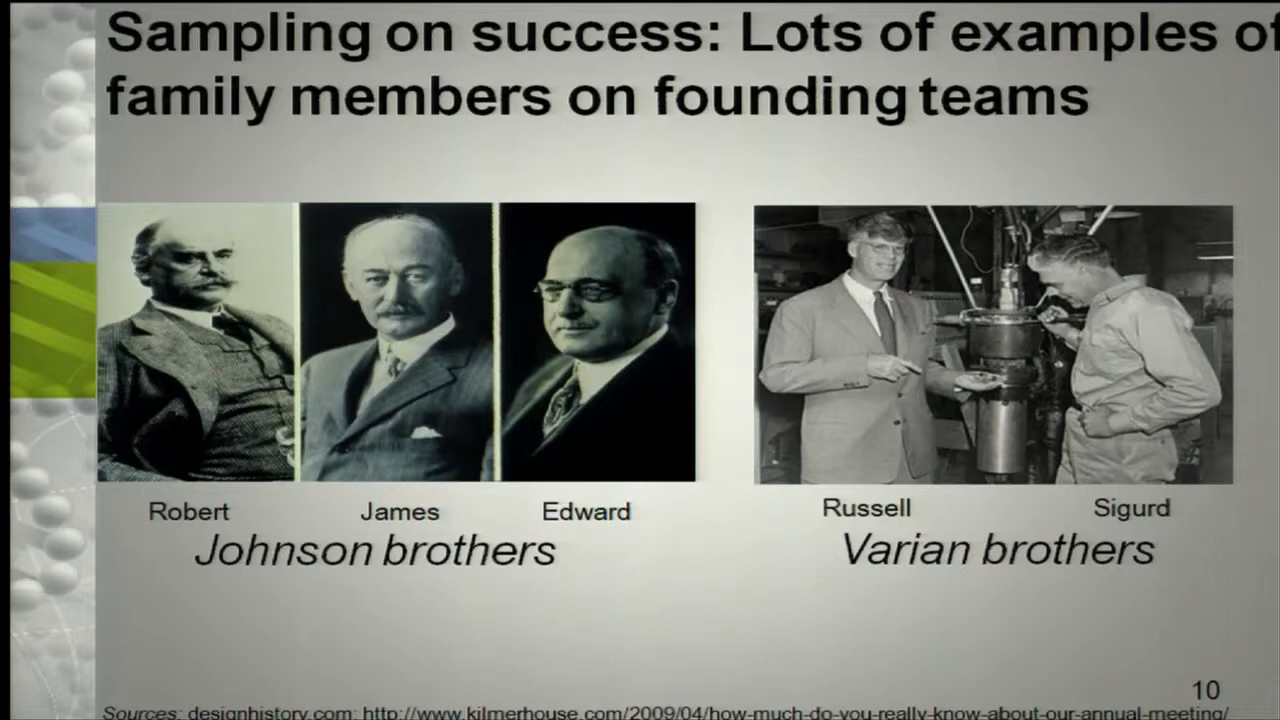 Sampling on success: Lots of examples of
family members on founding teams
Robert James Edward
Johnson brothers
Russell Sigurd
Varian brothers
10
Sources: designhistory.com; http://www.kilmerhouse.com/2009/04/how-much-do-you-really-know-about-our-annual-meeting/